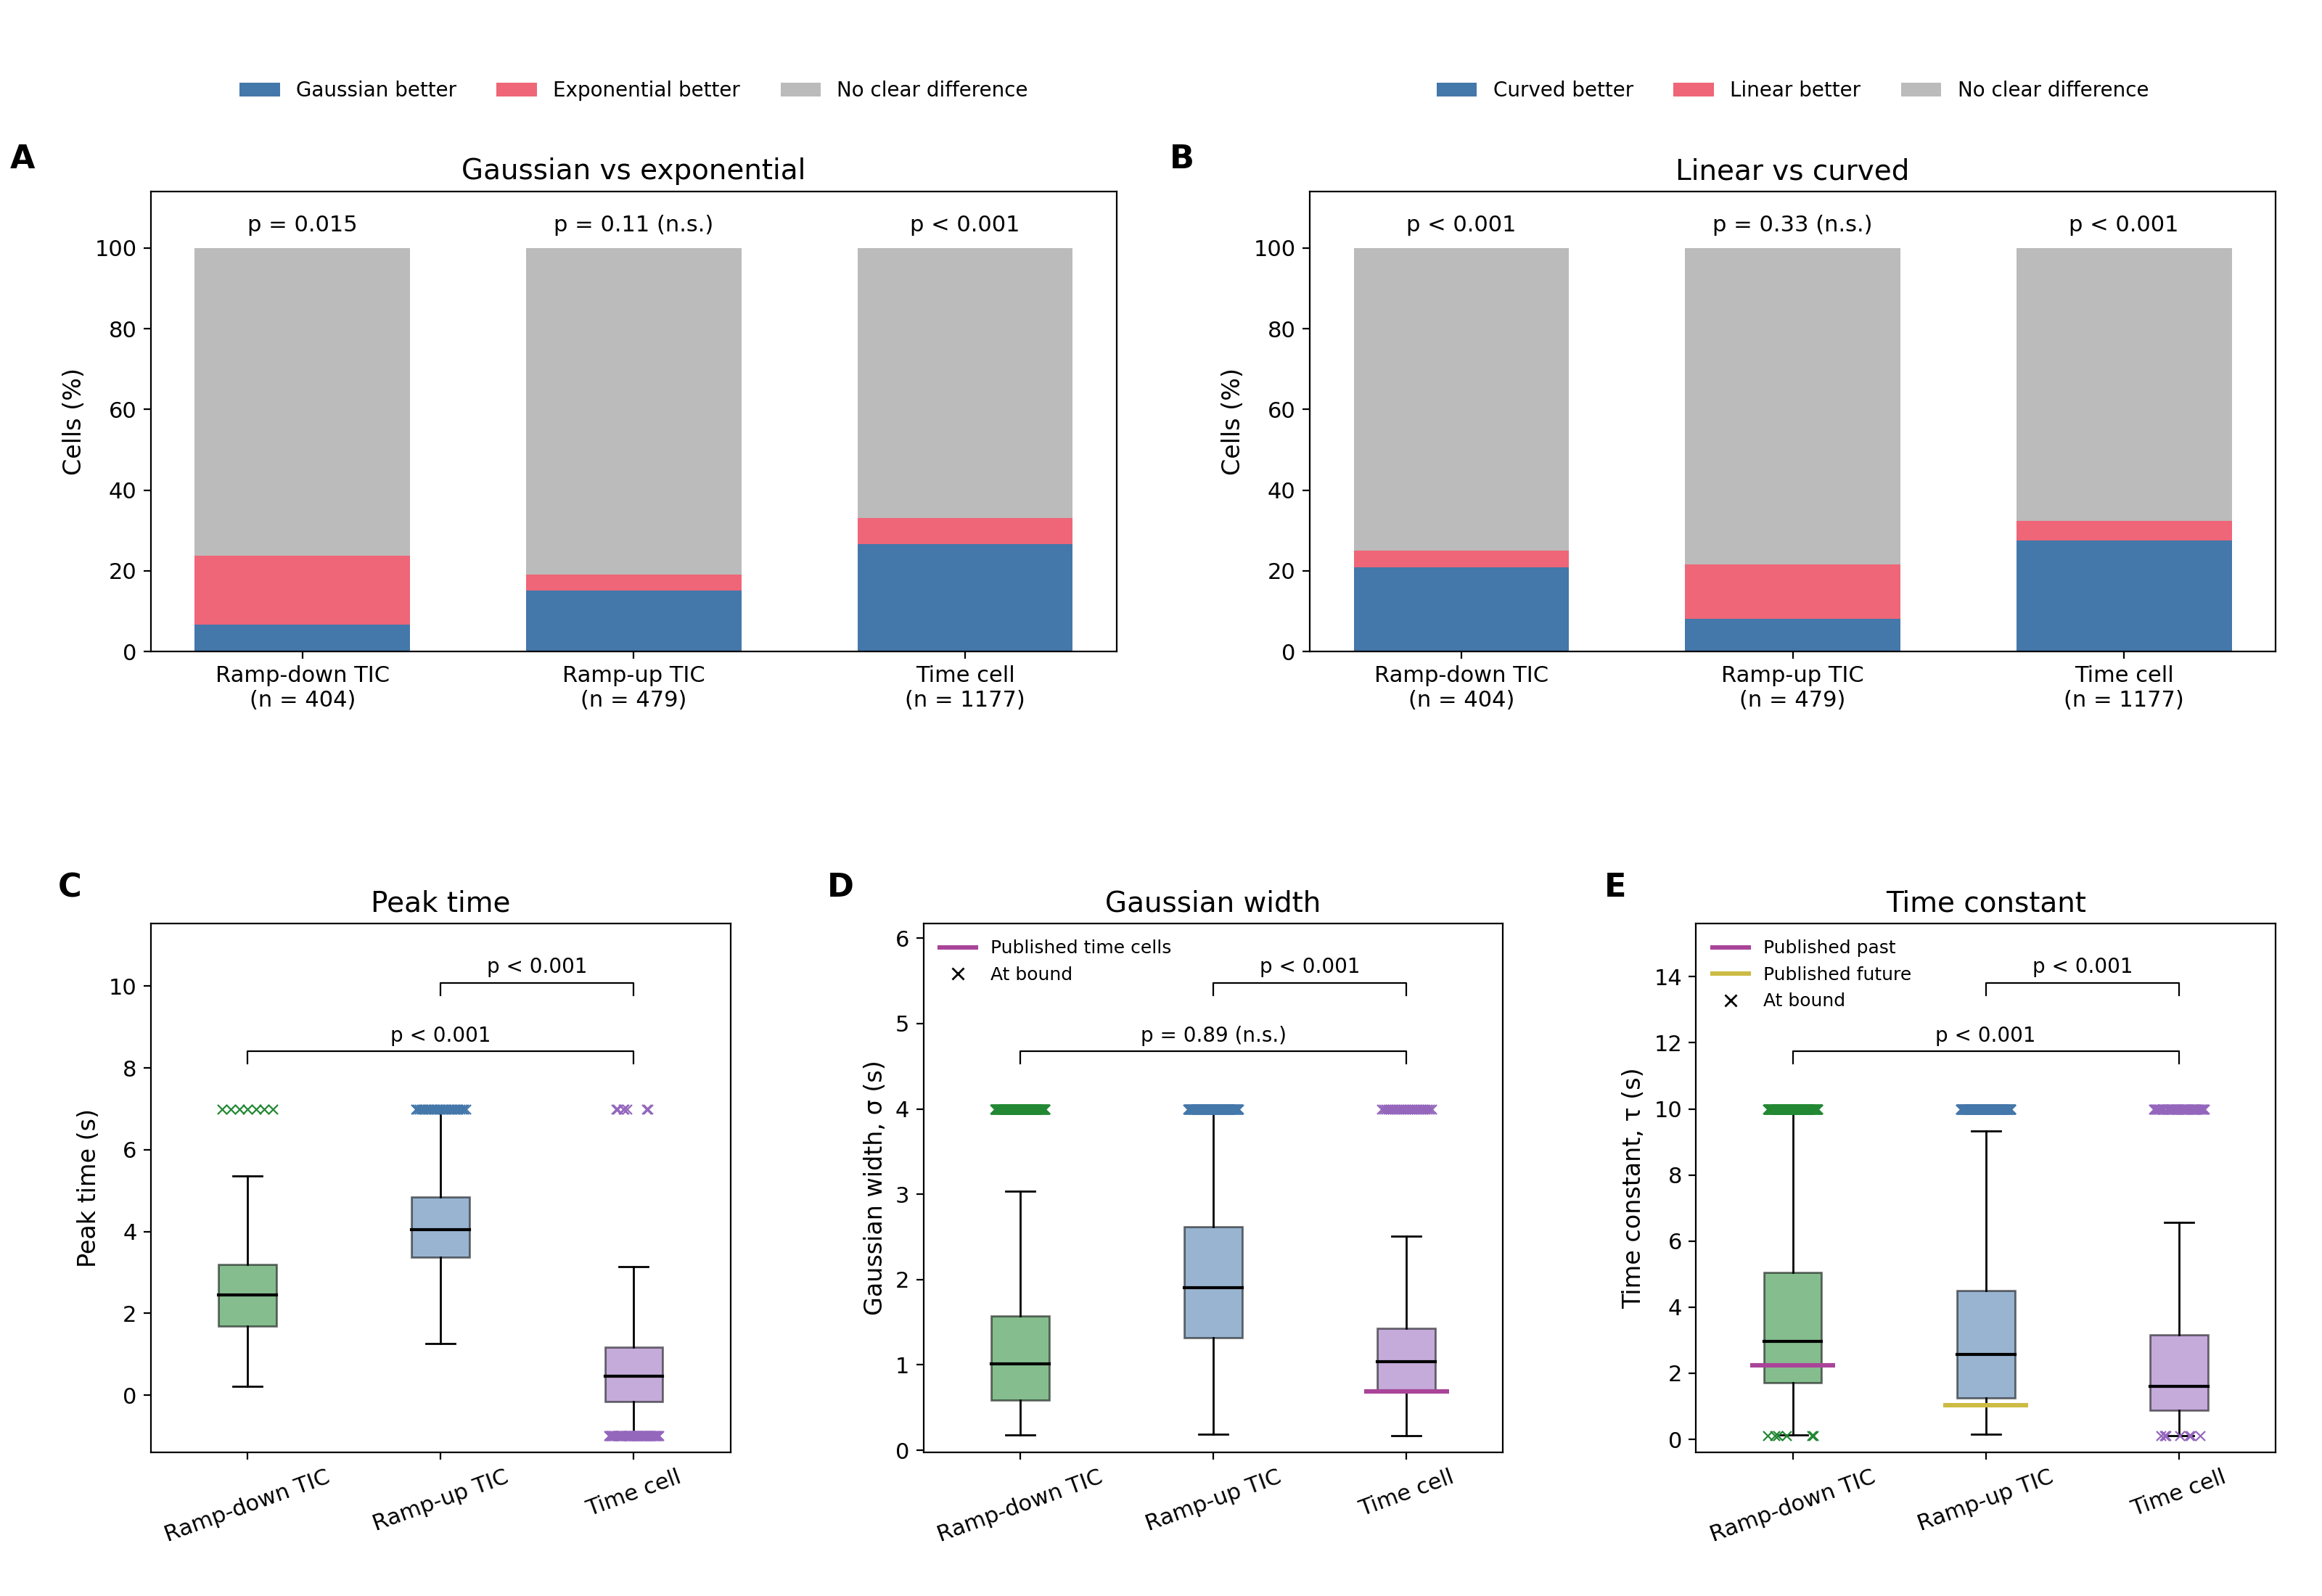 Gaussian better   Exponential better   No clear difference
Curved better   Linear better   No clear difference
A
Gaussian vs exponential
p = 0.015   p = 0.11 (n.s.)   p < 0.001
100
80
60
40
20
0
Cells (%)
Ramp-down TIC   Ramp-up TIC   Time cell
(n = 404)   (n = 479)   (n = 1177)
B
Linear vs curved
p < 0.001   p = 0.33 (n.s.)   p < 0.001
100
80
60
40
20
0
Cells (%)
Ramp-down TIC   Ramp-up TIC   Time cell
(n = 404)   (n = 479)   (n = 1177)
C
Peak time
p < 0.001
p < 0.001
10
8
6
4
2
0
Peak time (s)
Ramp-down TIC   Ramp-up TIC   Time cell
D
Gaussian width
Published time cells
At bound
p < 0.001
p = 0.89 (n.s.)
6
5
4
3
2
1
0
Gaussian width, σ (s)
Ramp-down TIC   Ramp-up TIC   Time cell
E
Time constant
Published past
Published future
At bound
p < 0.001
p < 0.001
14
12
10
8
6
4
2
0
Time constant, τ (s)
Ramp-down TIC   Ramp-up TIC   Time cell